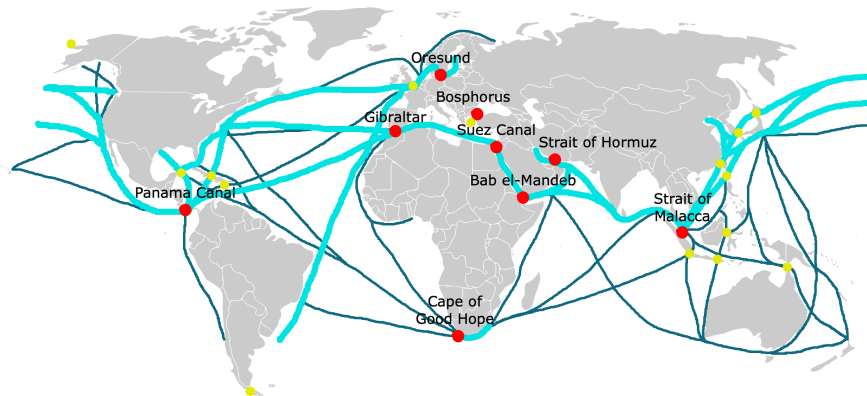 Oresund
Bosphorus
Gibraltar
Suez Canal
Strait of Hormuz
Bab el-Mandeb
Panama Canal
Strait of
Malacca
Cape of
Good Hope